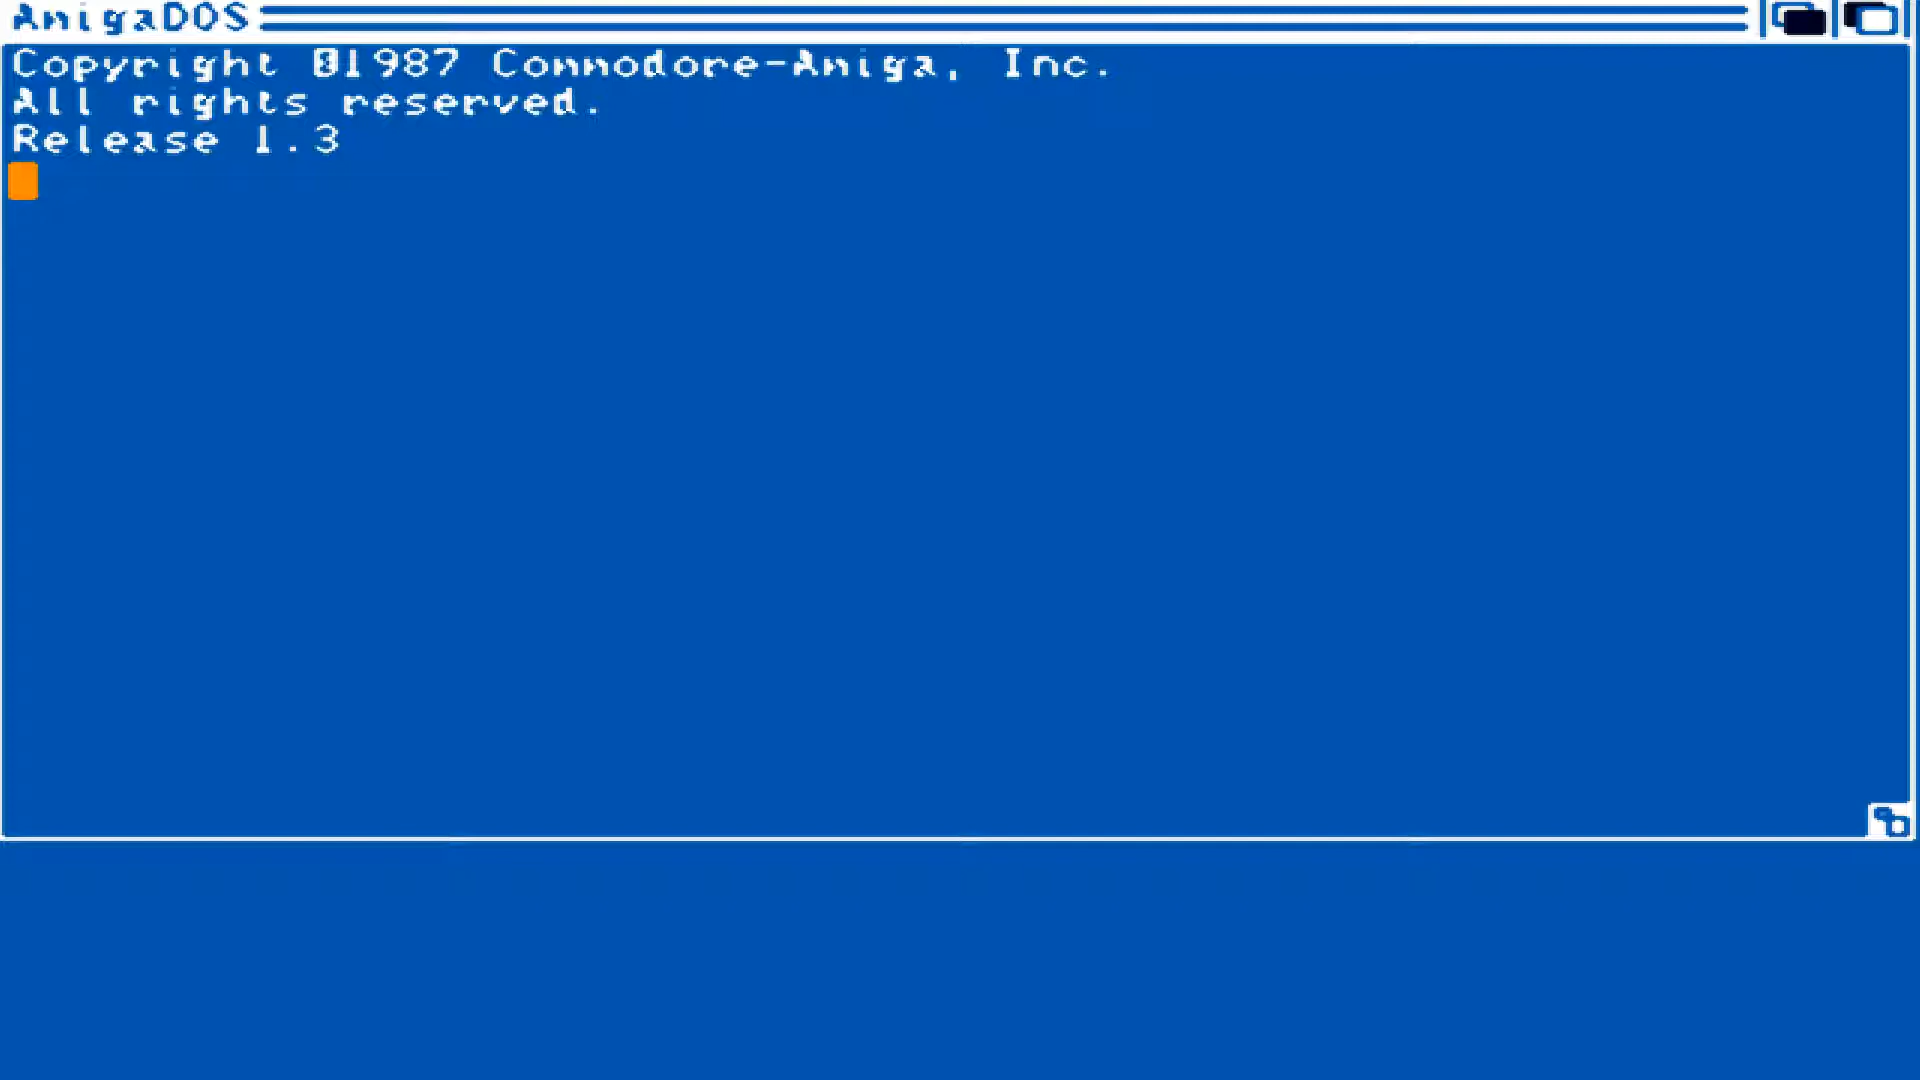 AmigaDOS
Copyright ©1987 Commodore-Amiga, Inc.
All rights reserved.
Release 1.3